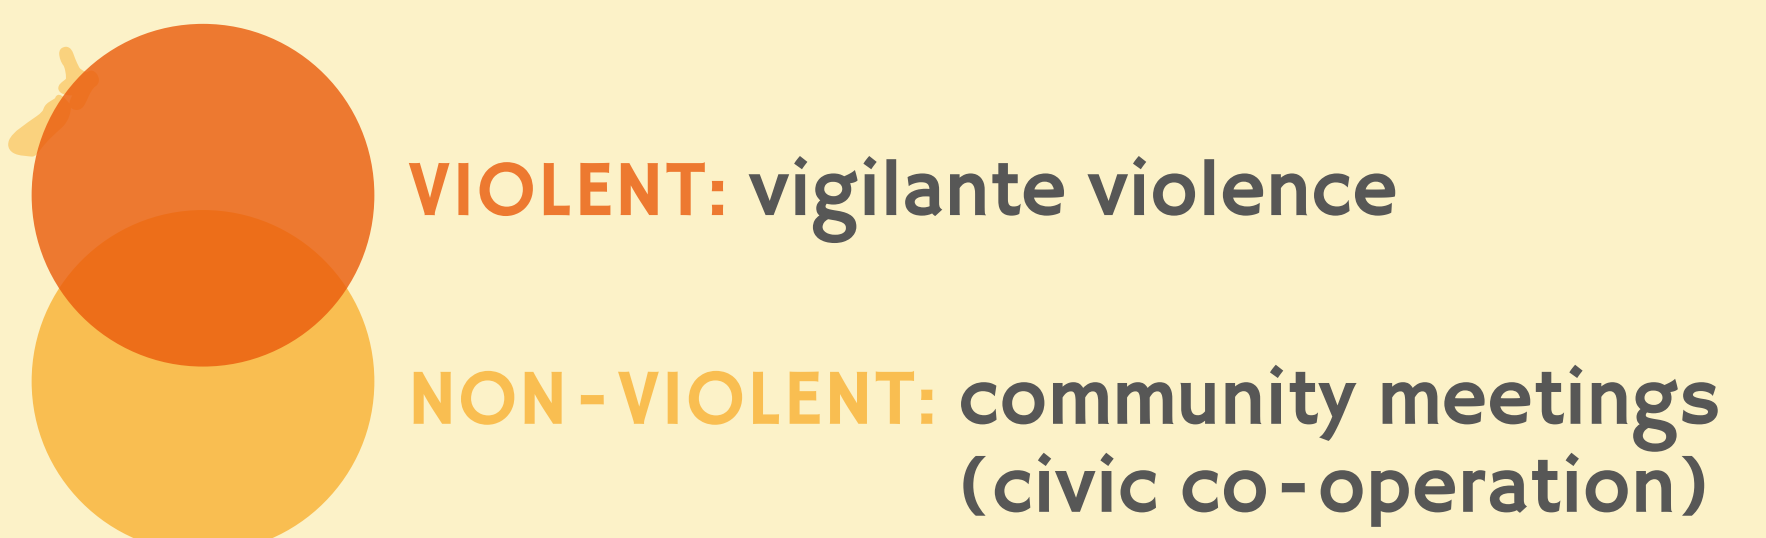 VIOLENT: vigilante violence
NON-VIOLENT: community meetings
(civic co-operation)